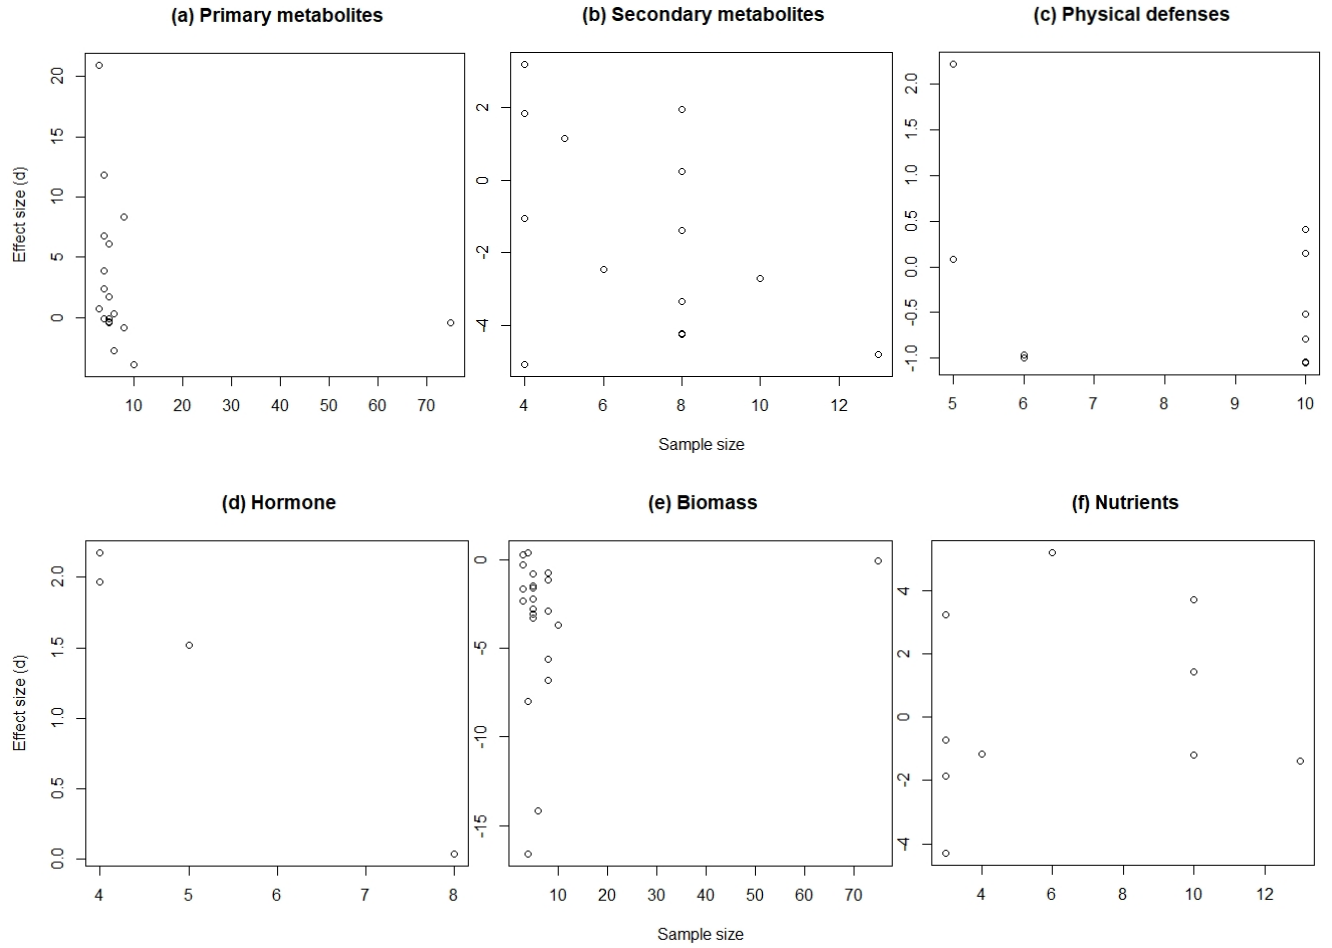 (a) Primary metabolites
(b) Secondary metabolites
(c) Physical defenses
Effect size (d)
20
15
10
5
0
10 20 30 40 50 60 70
2
0
-2
-4
4 6 8 10 12
2.0
1.5
1.0
0.5
0.0
-0.5
-1.0
5 6 7 8 9 10
Sample size
(d) Hormone
(e) Biomass
(f) Nutrients
Effect size (d)
2.0
1.5
1.0
0.5
0.0
4 5 6 7 8
0
-5
-10
-15
10 20 30 40 50 60 70
4
2
0
-2
-4
4 6 8 10 12
Sample size